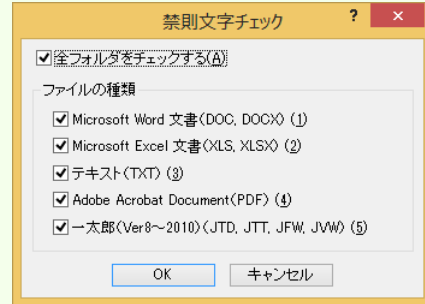 禁則文字チェック ? ×
全フォルダをチェックする(A)
ファイルの種類
Microsoft Word 文書(DOC, DOCX) (1)
Microsoft Excel 文書(XLS, XLSX) (2)
テキスト(TXT) (3)
Adobe Acrobat Document(PDF) (4)
一太郎(Ver8～2010)(JTD, JTT, JFW, JVW) (5)
OK キャンセル